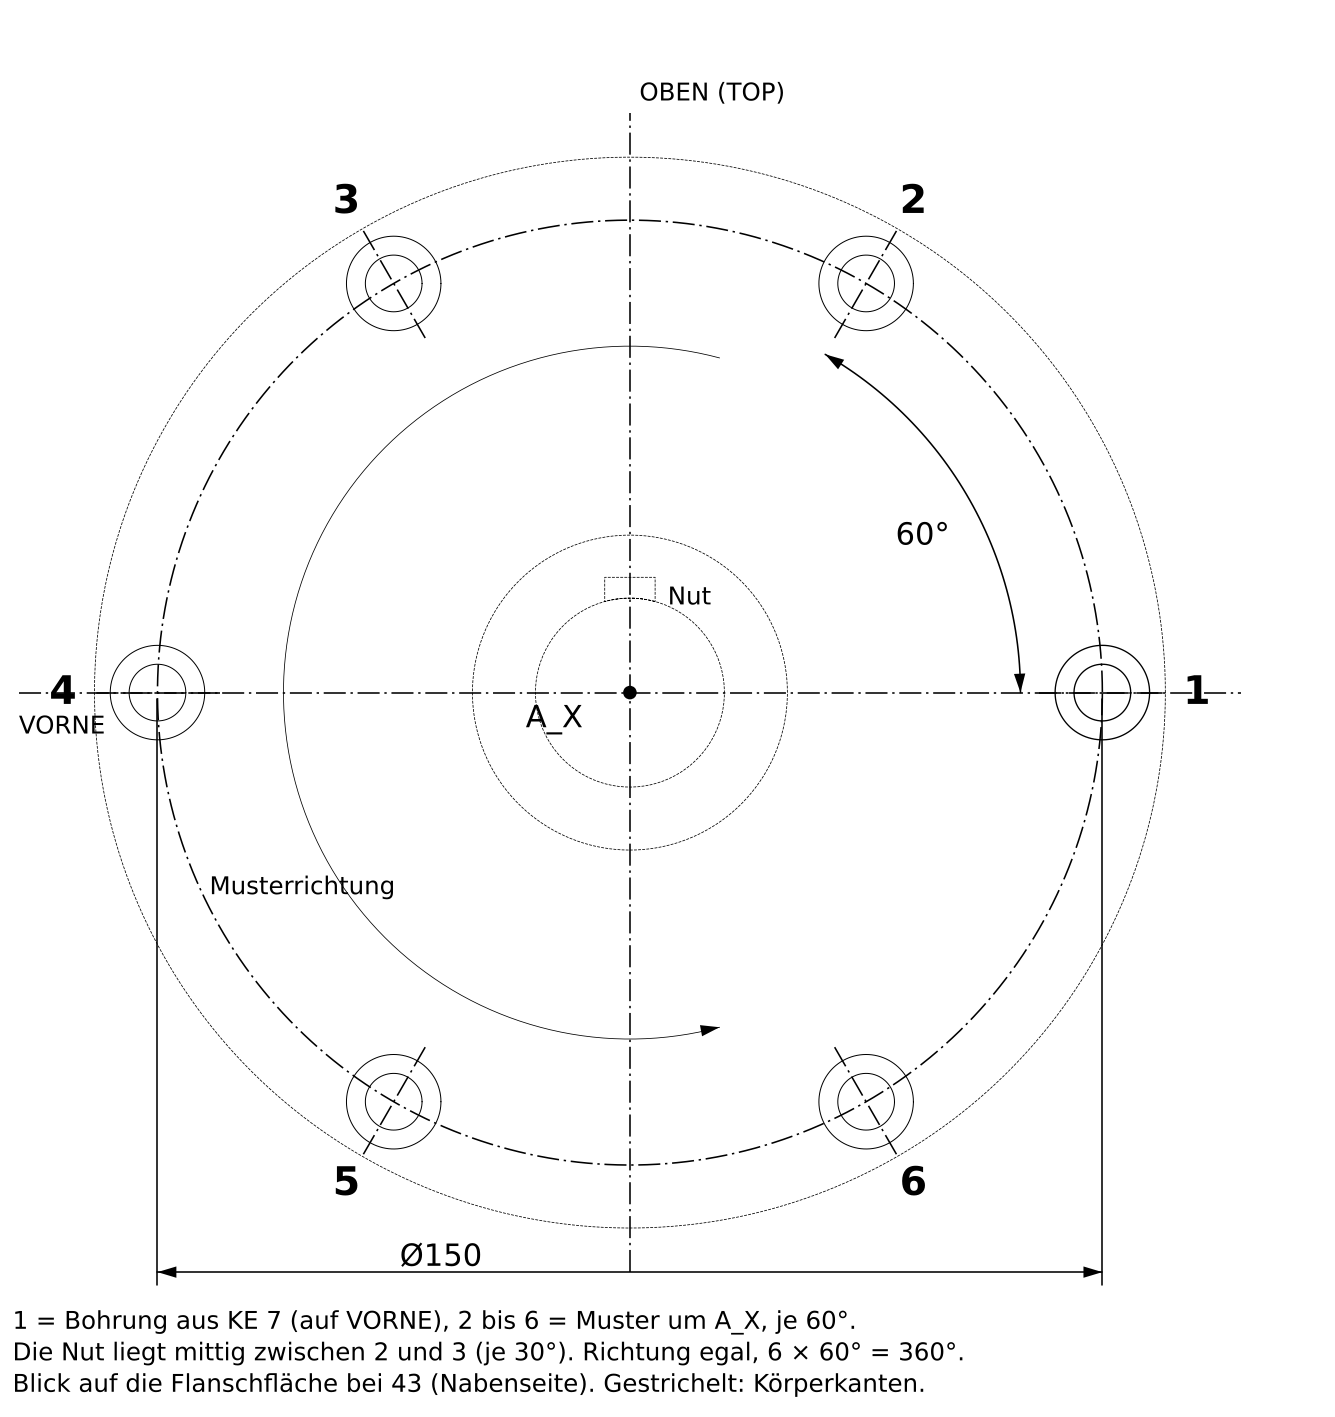 OBEN (TOP)
3
2
60°
Nut
4
1
A_X
VORNE
Musterrichtung
5
6
Ø150
1 = Bohrung aus KE 7 (auf VORNE), 2 bis 6 = Muster um A_X, je 60°.
Die Nut liegt mittig zwischen 2 und 3 (je 30°). Richtung egal, 6 × 60° = 360°.
Blick auf die Flanschfläche bei 43 (Nabenseite). Gestrichelt: Körperkanten.